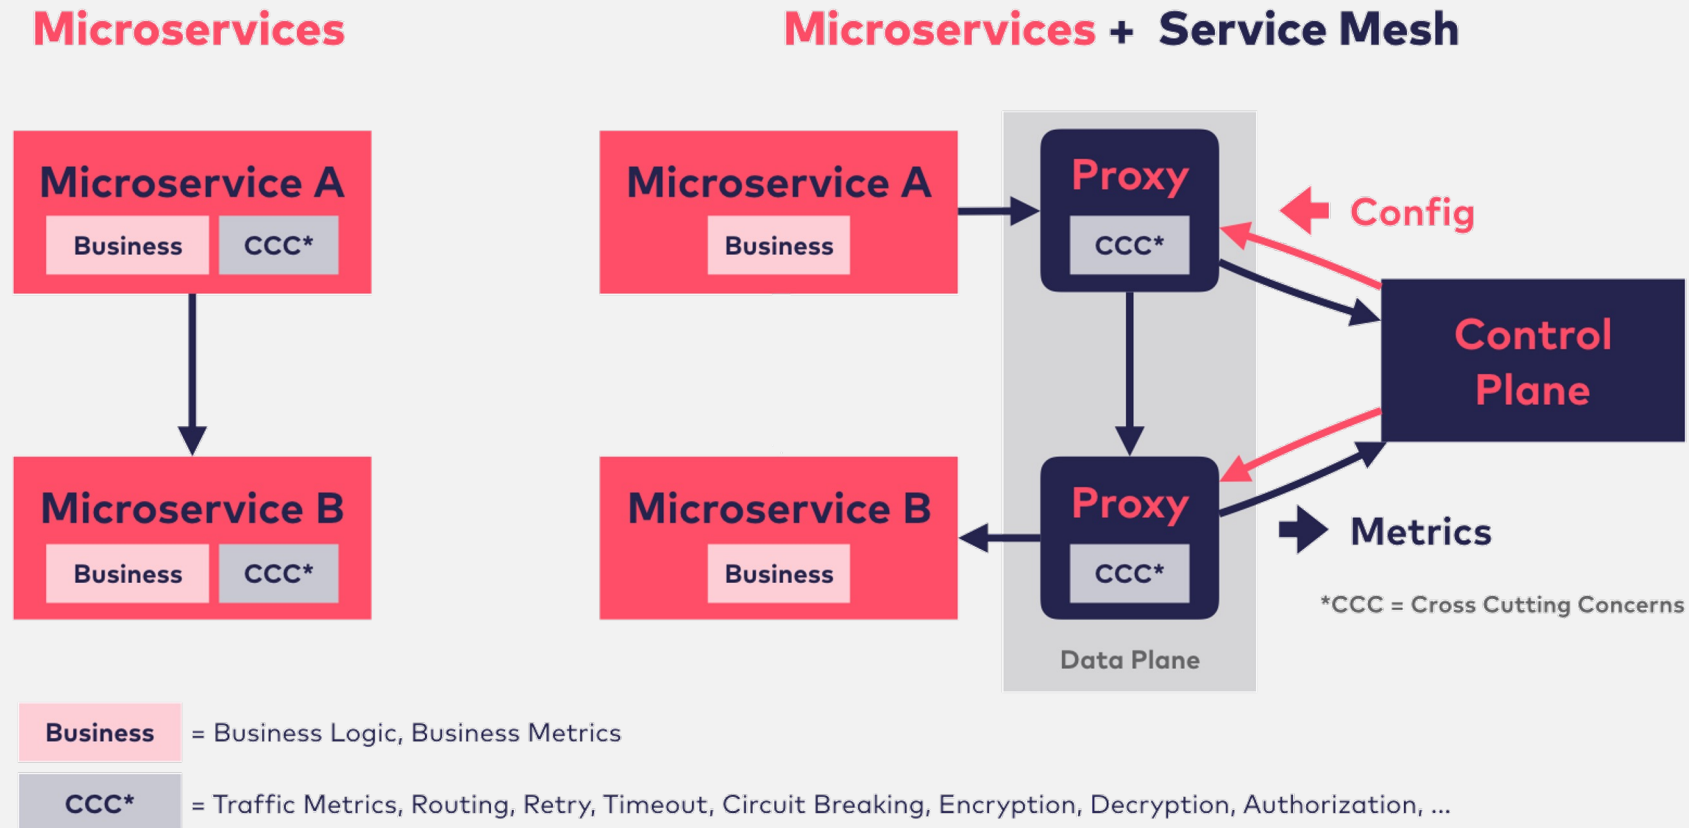 Microservices
Microservices + Service Mesh
Microservice A
Business CCC*
Microservice B
Business CCC*
Microservice A
Business
Microservice B
Business
Proxy
CCC*
Proxy
CCC*
Data Plane
Config
Control
Plane
Metrics
*CCC = Cross Cutting Concerns
Business = Business Logic, Business Metrics
CCC* = Traffic Metrics, Routing, Retry, Timeout, Circuit Breaking, Encryption, Decryption, Authorization, ...